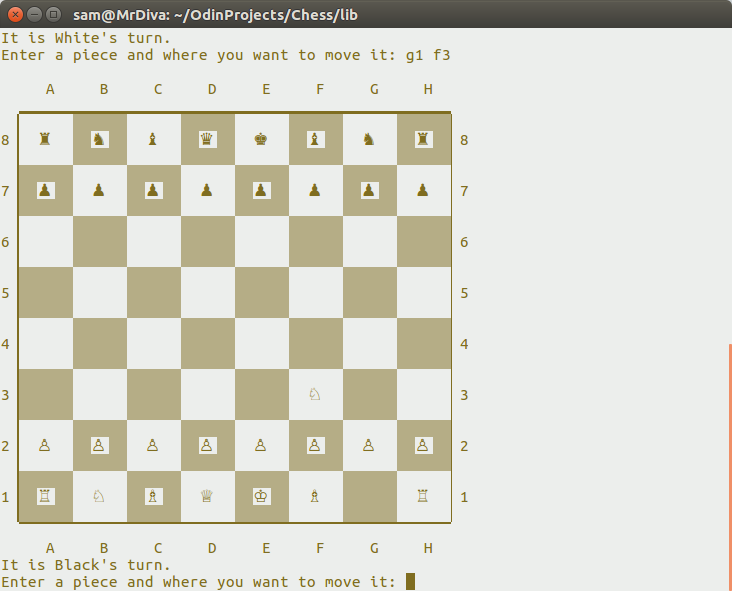 sam@MrDiva: ~/OdinProjects/Chess/lib
It is White's turn.
Enter a piece and where you want to move it: g1 f3
A B C D E F G H
8 ♜ ♞ ♝ ♛ ♚ ♝ ♞ ♜ 8
7 ♟ ♟ ♟ ♟ ♟ ♟ ♟ ♟ 7
6 6
5 5
4 4
3 ♘ 3
2 ♙ ♙ ♙ ♙ ♙ ♙ ♙ ♙ 2
1 ♖ ♘ ♗ ♕ ♔ ♗ ♖ 1
A B C D E F G H
It is Black's turn.
Enter a piece and where you want to move it: